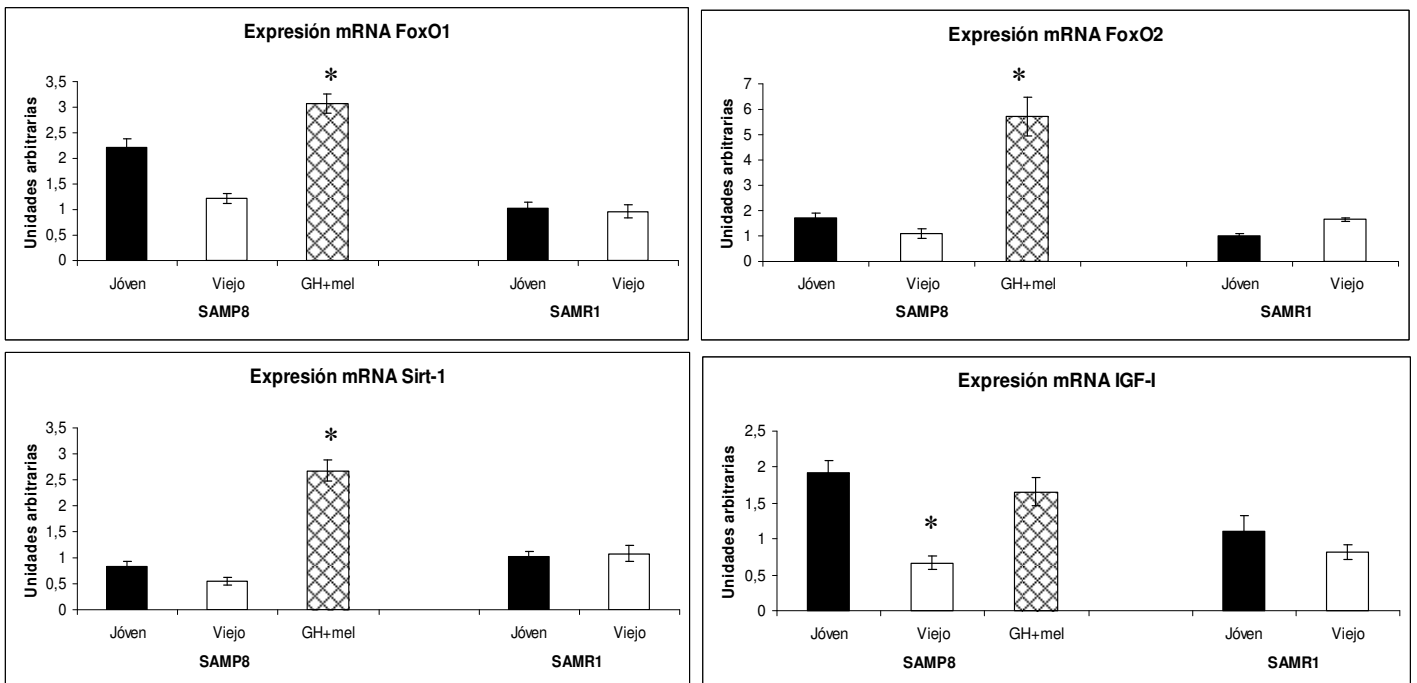 Expresión mRNA FoxO1
*
Unidades arbitrarias
3,5
3
2,5
2
1,5
1
0,5
0
Jóven Viejo GH+mel Jóven Viejo
SAMP8 SAMR1
Expresión mRNA FoxO2
*
Unidades arbitrarias
7
6
5
4
3
2
1
0
Jóven Viejo GH+mel Jóven Viejo
SAMP8 SAMR1
Expresión mRNA Sirt-1
*
Unidades arbitrarias
3,5
3
2,5
2
1,5
1
0,5
0
Jóven Viejo GH+mel Jóven Viejo
SAMP8 SAMR1
Expresión mRNA IGF-I
*
Unidades arbitrarias
2,5
2
1,5
1
0,5
0
Jóven Viejo GH+mel Jóven Viejo
SAMP8 SAMR1